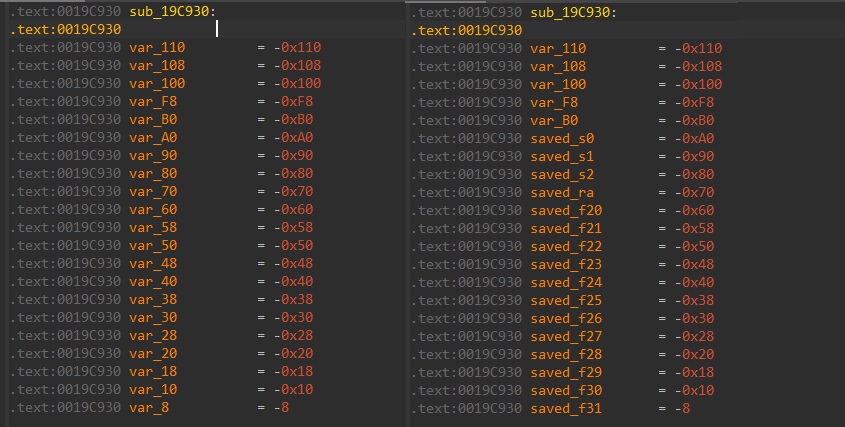 .text:0019C930 sub_19C930:
.text:0019C930
.text:0019C930 var_110 = -0x110
.text:0019C930 var_108 = -0x108
.text:0019C930 var_100 = -0x100
.text:0019C930 var_F8 = -0xF8
.text:0019C930 var_B0 = -0xB0
.text:0019C930 var_A0 = -0xA0
.text:0019C930 var_90 = -0x90
.text:0019C930 var_80 = -0x80
.text:0019C930 var_70 = -0x70
.text:0019C930 var_60 = -0x60
.text:0019C930 var_58 = -0x58
.text:0019C930 var_50 = -0x50
.text:0019C930 var_48 = -0x48
.text:0019C930 var_40 = -0x40
.text:0019C930 var_38 = -0x38
.text:0019C930 var_30 = -0x30
.text:0019C930 var_28 = -0x28
.text:0019C930 var_20 = -0x20
.text:0019C930 var_18 = -0x18
.text:0019C930 var_10 = -0x10
.text:0019C930 var_8 = -8
.text:0019C930 sub_19C930:
.text:0019C930
.text:0019C930 var_110 = -0x110
.text:0019C930 var_108 = -0x108
.text:0019C930 var_100 = -0x100
.text:0019C930 var_F8 = -0xF8
.text:0019C930 var_B0 = -0xB0
.text:0019C930 saved_s0 = -0xA0
.text:0019C930 saved_s1 = -0x90
.text:0019C930 saved_s2 = -0x80
.text:0019C930 saved_ra = -0x70
.text:0019C930 saved_f20 = -0x60
.text:0019C930 saved_f21 = -0x58
.text:0019C930 saved_f22 = -0x50
.text:0019C930 saved_f23 = -0x48
.text:0019C930 saved_f24 = -0x40
.text:0019C930 saved_f25 = -0x38
.text:0019C930 saved_f26 = -0x30
.text:0019C930 saved_f27 = -0x28
.text:0019C930 saved_f28 = -0x20
.text:0019C930 saved_f29 = -0x18
.text:0019C930 saved_f30 = -0x10
.text:0019C930 saved_f31 = -8